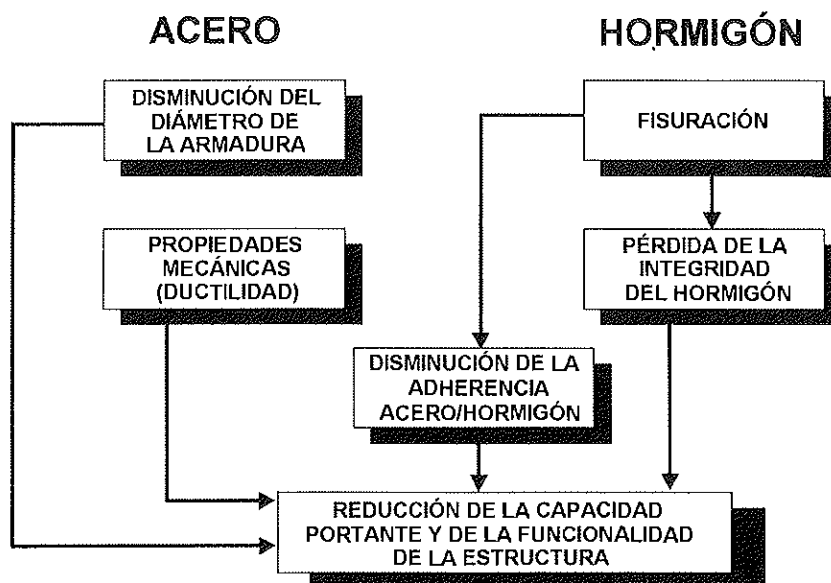 ACERO
HORMIGÓN
DISMINUCIÓN DEL
DIÁMETRO DE
LA ARMADURA
FISURACIÓN
PROPIEDADES
MECÁNICAS
(DUCTILIDAD)
PÉRDIDA DE LA
INTEGRIDAD
DEL HORMIGÓN
DISMINUCIÓN DE LA
ADHERENCIA
ACERO/HORMIGÓN
REDUCCIÓN DE LA CAPACIDAD
PORTANTE Y DE LA FUNCIONALIDAD
DE LA ESTRUCTURA